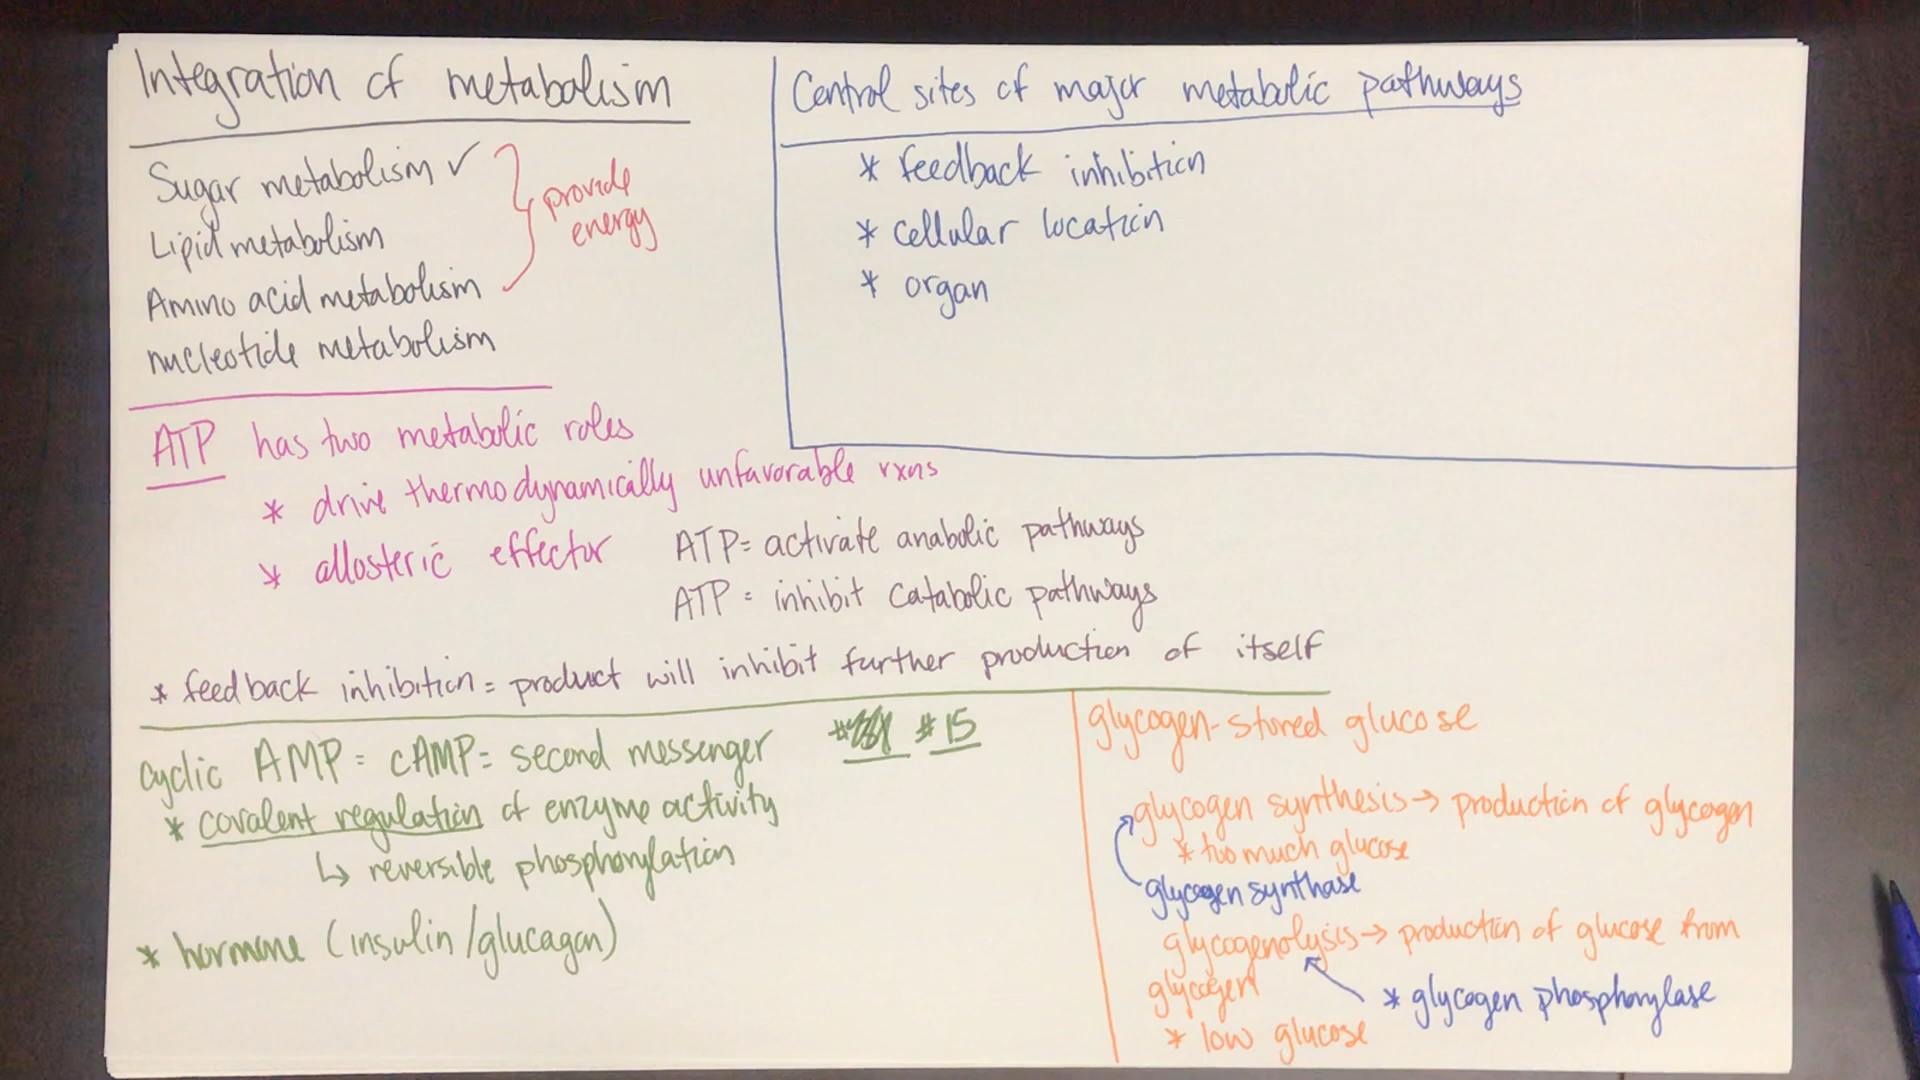 Integration of metabolism
Sugar metabolism ✓
Lipid metabolism
Amino acid metabolism
nucleotide metabolism
provide
energy
Control sites of major metabolic pathways
* feedback inhibition
* cellular location
* organ
ATP has two metabolic roles
* drive thermodynamically unfavorable rxns
* allosteric effector
ATP = activate anabolic pathways
ATP = inhibit catabolic pathways
* feedback inhibition = product will inhibit further production of itself
cyclic AMP = cAMP = second messenger
# #15
* covalent regulation of enzyme activity
↳ reversible phosphorylation
* hormone (insulin/glucagon)
glycogen - stored glucose
glycogen synthesis → production of glycogen
* too much glucose
glycogen synthase
glycogenolysis → production of glucose from
glycogen
* glycogen phosphorylase
* low glucose